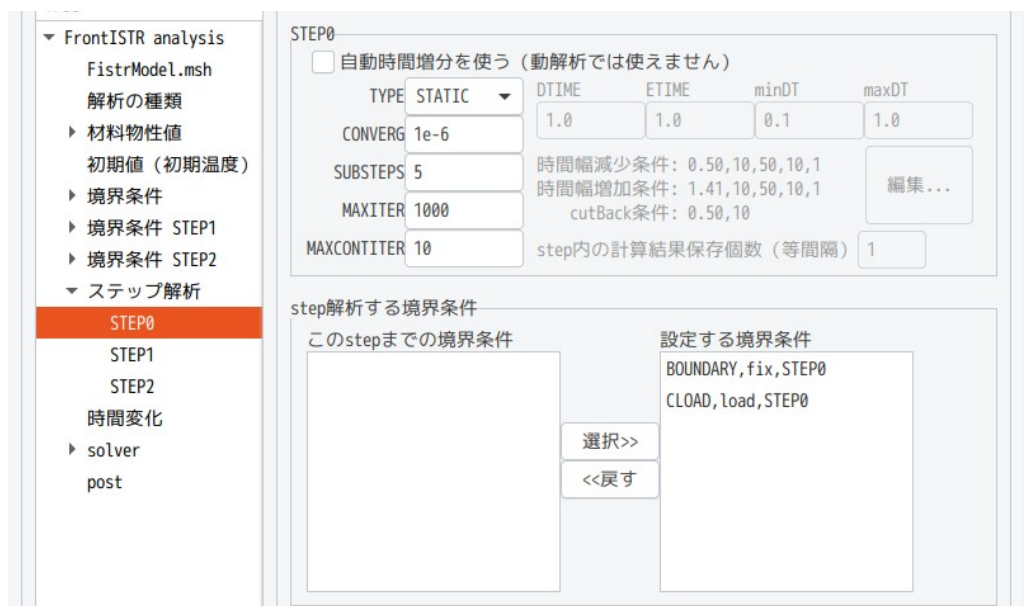 FrontISTR analysis
FistrModel.msh
解析の種類
材料物性値
初期値（初期温度）
境界条件
境界条件 STEP1
境界条件 STEP2
ステップ解析
STEP0
STEP1
STEP2
時間変化
solver
post
STEP0
自動時間増分を使う（動解析では使えません）
TYPE STATIC
CONVERG 1e-6
SUBSTEPS 5
MAXITER 1000
MAXCONTITER 10
DTIME ETIME minDT maxDT
1.0 1.0 0.1 1.0
時間幅減少条件: 0.50,10,50,10,1
時間幅増加条件: 1.41,10,50,10,1
cutBack条件: 0.50,10
編集...
step内の計算結果保存個数（等間隔） 1
step解析する境界条件
このstepまでの境界条件
選択>>
<<戻す
設定する境界条件
BOUNDARY,fix,STEP0
CLOAD,load,STEP0